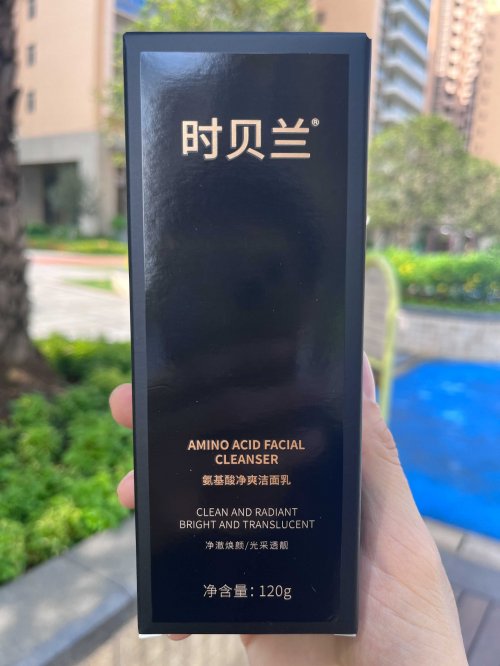 时贝兰®
AMINO ACID FACIAL
CLEANSER
氨基酸净爽洁面乳
CLEAN AND RADIANT
BRIGHT AND TRANSLUCENT
净澈焕颜/光采透靓
净含量：120g